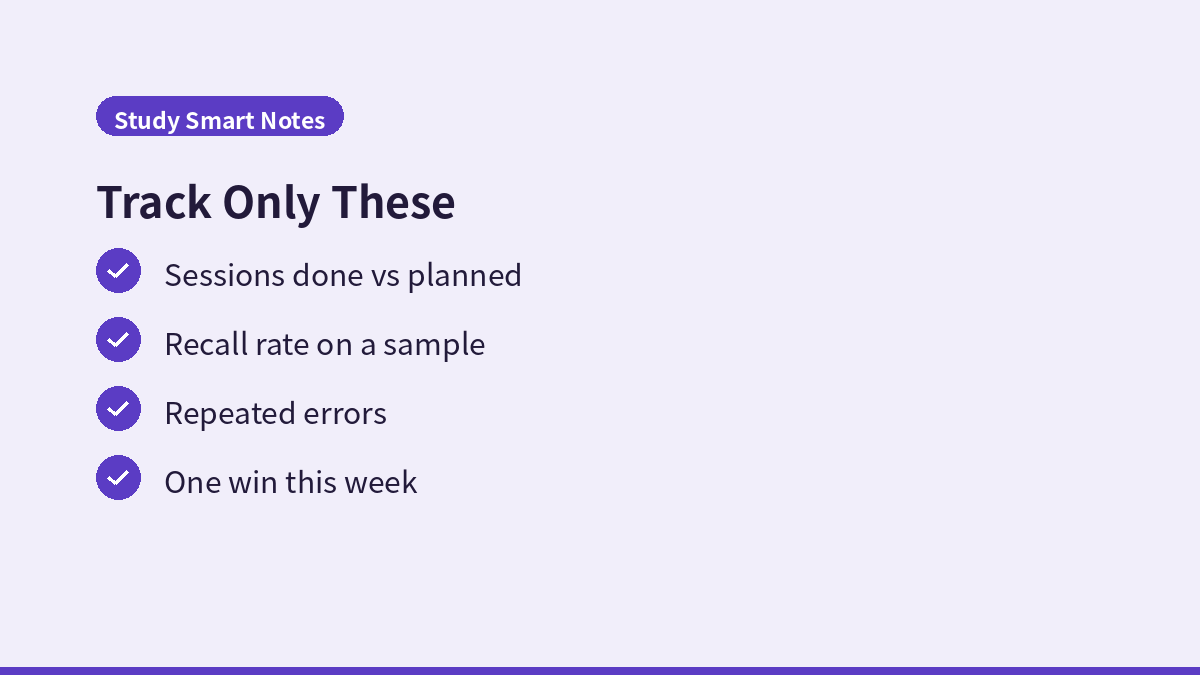 Study Smart Notes
Track Only These
Sessions done vs planned
Recall rate on a sample
Repeated errors
One win this week